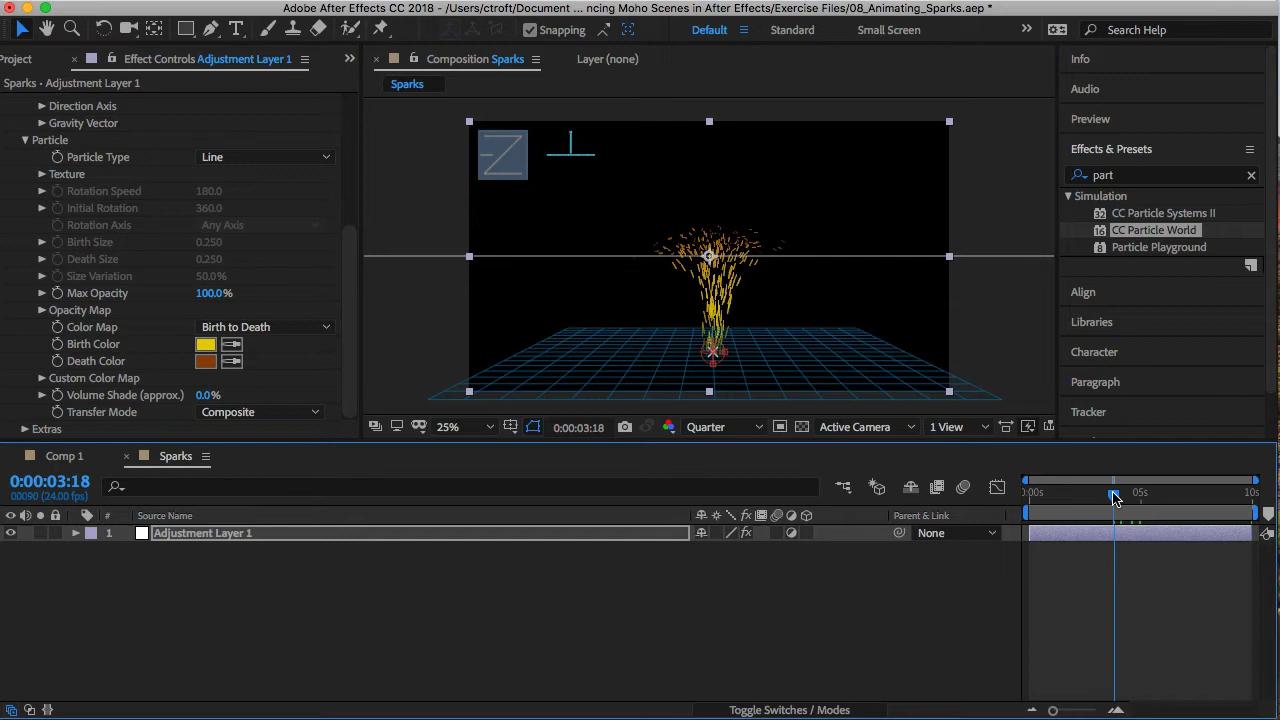 Adobe After Effects CC 2018 - /Users/ctroft/Document ... ncing Moho Scenes in After Effects/Exercise Files/08_Animating_Sparks.aep *
Snapping
Default
Standard
Small Screen
Search Help
Project
Effect Controls Adjustment Layer 1
Composition Sparks
Layer (none)
Info
Sparks • Adjustment Layer 1
Sparks
Audio
Direction Axis
Gravity Vector
Preview
Particle
Particle Type
Line
Effects & Presets
Texture
part
Rotation Speed
180.0
Simulation
Initial Rotation
360.0
CC Particle Systems II
Rotation Axis
Any Axis
CC Particle World
Birth Size
0.250
Particle Playground
Death Size
0.250
Size Variation
50.0%
Max Opacity
100.0%
Align
Opacity Map
Color Map
Birth to Death
Libraries
Birth Color
Character
Death Color
Custom Color Map
Paragraph
Volume Shade (approx.)
0.0%
Transfer Mode
Composite
Tracker
Extras
25%
0:00:03:18
Quarter
Active Camera
1 View
Comp 1
Sparks
0:00:03:18
00090 (24.00 fps)
0:00s
05s
10s
#
Source Name
Parent & Link
1
Adjustment Layer 1
None
Toggle Switches / Modes